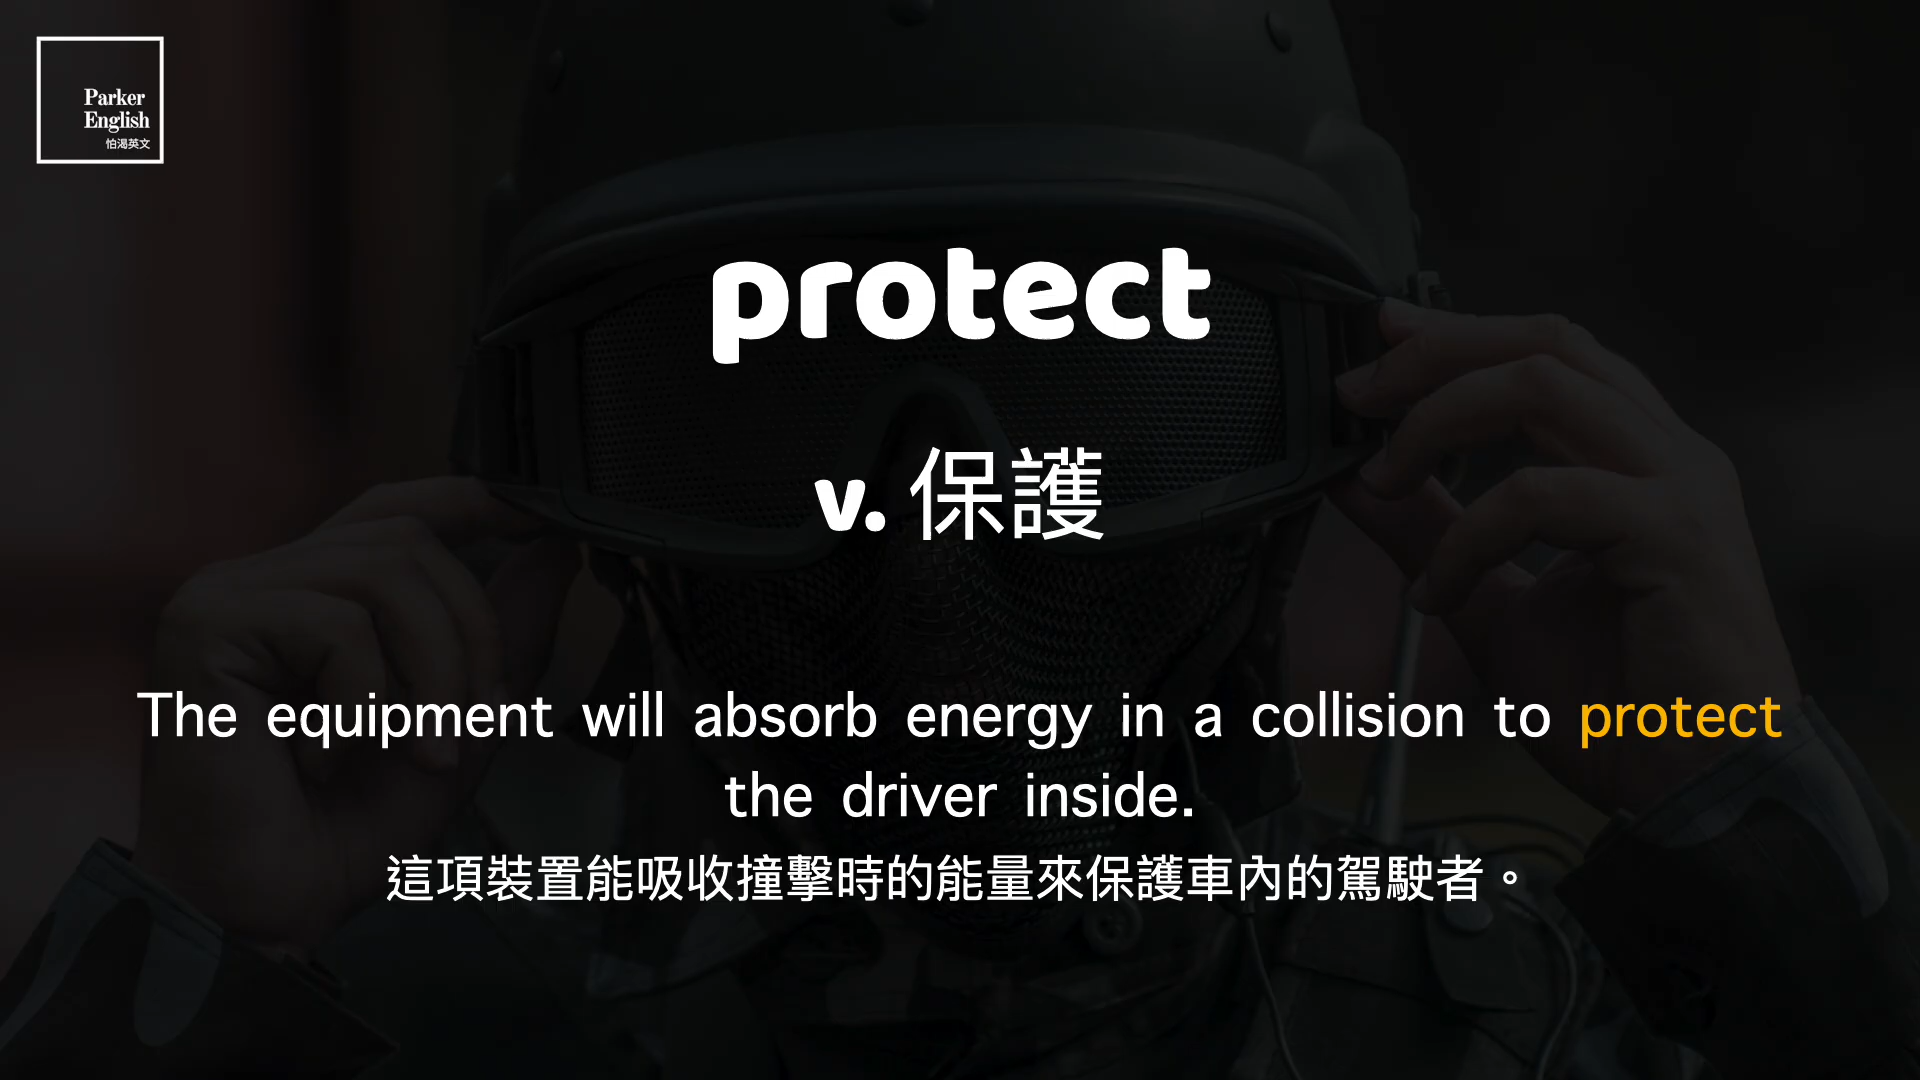 Parker
English
怕渴英文
protect
v. 保護
The equipment will absorb energy in a collision to protect
the driver inside.
這項裝置能吸收撞擊時的能量來保護車內的駕駛者。